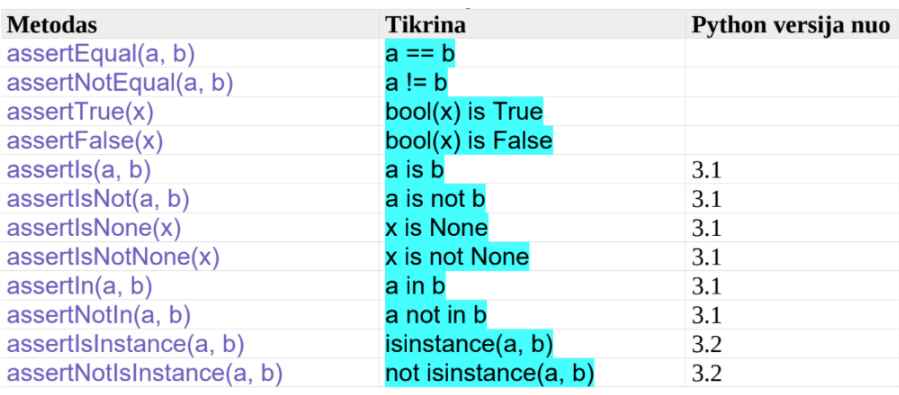 Metodas Tikrina Python versija nuo
assertEqual(a, b) a == b
assertNotEqual(a, b) a != b
assertTrue(x) bool(x) is True
assertFalse(x) bool(x) is False
assertIs(a, b) a is b 3.1
assertIsNot(a, b) a is not b 3.1
assertIsNone(x) x is None 3.1
assertIsNotNone(x) x is not None 3.1
assertIn(a, b) a in b 3.1
assertNotIn(a, b) a not in b 3.1
assertIsInstance(a, b) isinstance(a, b) 3.2
assertNotIsInstance(a, b) not isinstance(a, b) 3.2